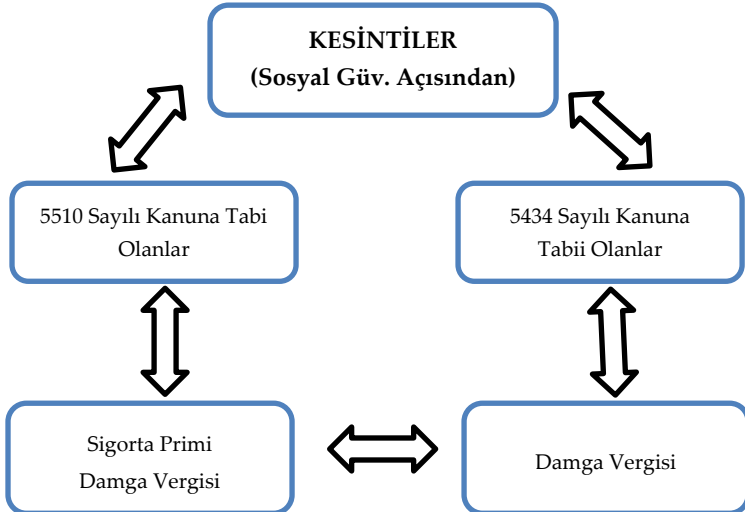 KESİNTİLER
(Sosyal Güv. Açısından)
5510 Sayılı Kanuna Tabi
Olanlar
5434 Sayılı Kanuna
Tabii Olanlar
Sigorta Primi
Damga Vergisi
Damga Vergisi